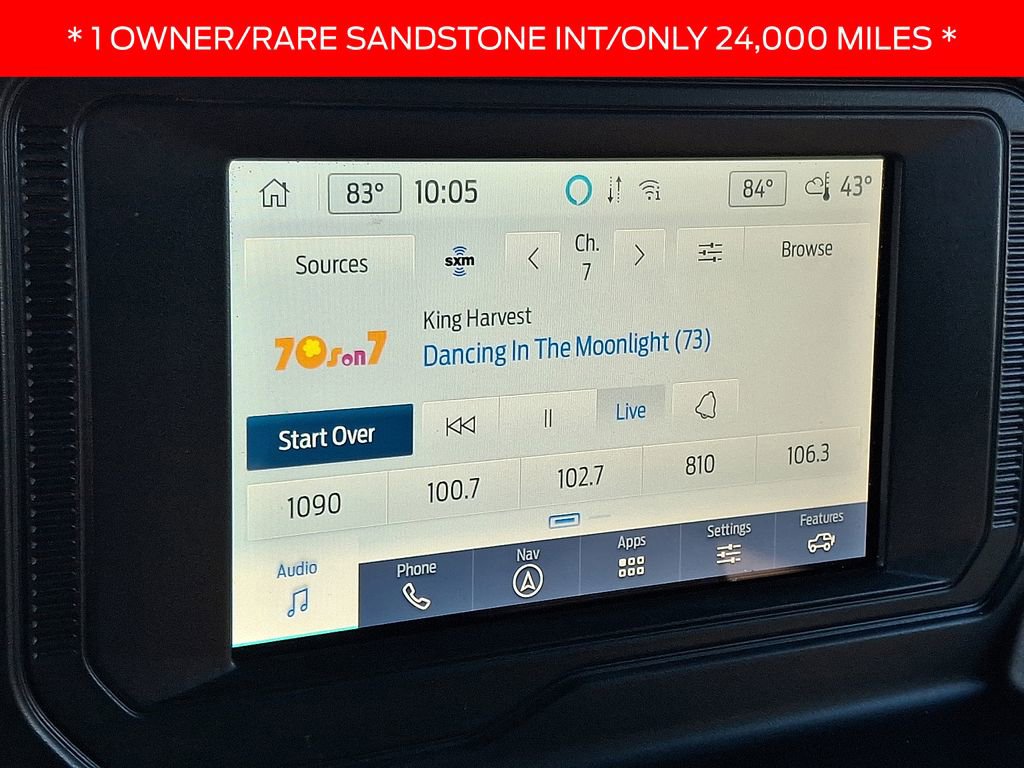 * 1 OWNER/RARE SANDSTONE INT/ONLY 24,000 MILES *
83° 10:05 84° 43°
Sources sxm Ch. 7 Browse
70s on 7
King Harvest
Dancing In The Moonlight (73)
Start Over Live
1090 100.7 102.7 810 106.3
Audio Phone Nav Apps Settings Features